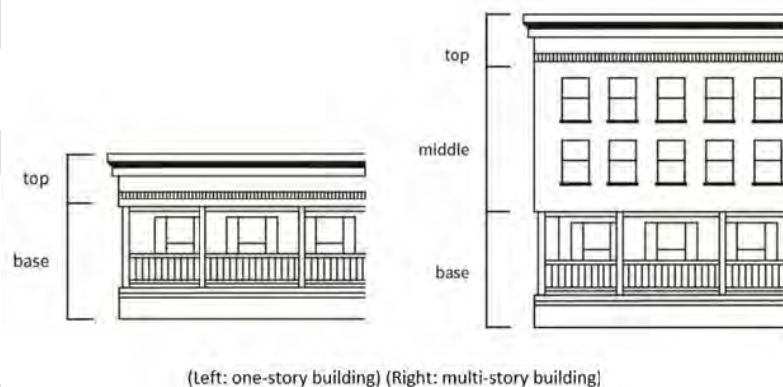 top
base
top
middle
base
(Left: one-story building) (Right: multi-story building)